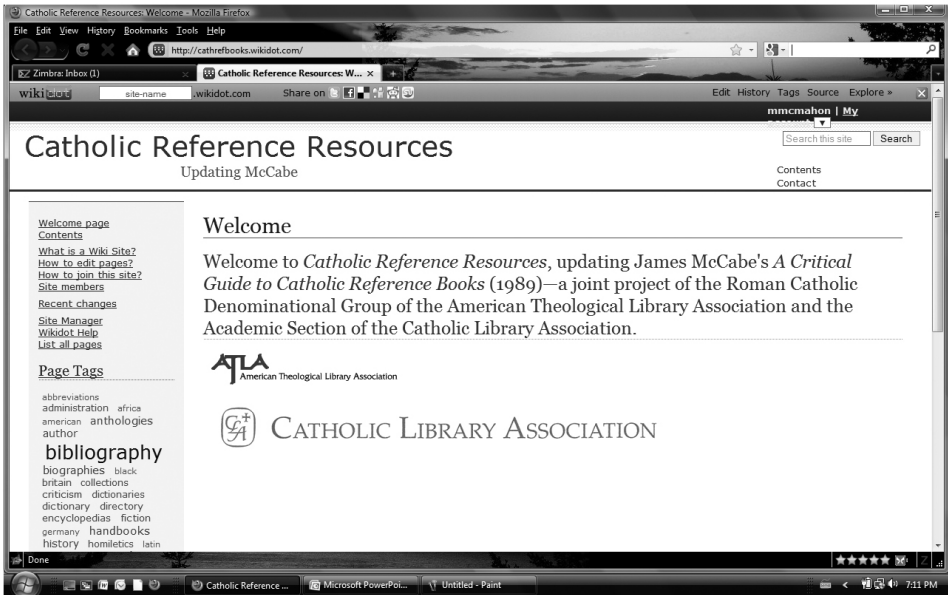 Catholic Reference Resources: Welcome - Mozilla Firefox
File Edit View History Bookmarks Tools Help
http://cathrefbooks.wikidot.com/
Zimbra: Inbox (1)
Catholic Reference Resources: W...
wikidot site-name .wikidot.com Share on Edit History Tags Source Explore »
mmcmahon | My
Catholic Reference Resources
Search this site Search
Updating McCabe
Contents
Contact
Welcome page
Contents
What is a Wiki Site?
How to edit pages?
How to join this site?
Site members
Recent changes
Site Manager
Wikidot Help
List all pages
Page Tags
abbreviations
administration africa
american anthologies
author
bibliography
biographies black
britain collections
criticism dictionaries
dictionary directory
encyclopedias fiction
germany handbooks
history homiletics latin
Welcome
Welcome to Catholic Reference Resources, updating James McCabe's A Critical
Guide to Catholic Reference Books (1989)—a joint project of the Roman Catholic
Denominational Group of the American Theological Library Association and the
Academic Section of the Catholic Library Association.
ATLA
American Theological Library Association
CATHOLIC LIBRARY ASSOCIATION
Done
Catholic Reference ... Microsoft PowerPoi... Untitled - Paint 7:11 PM